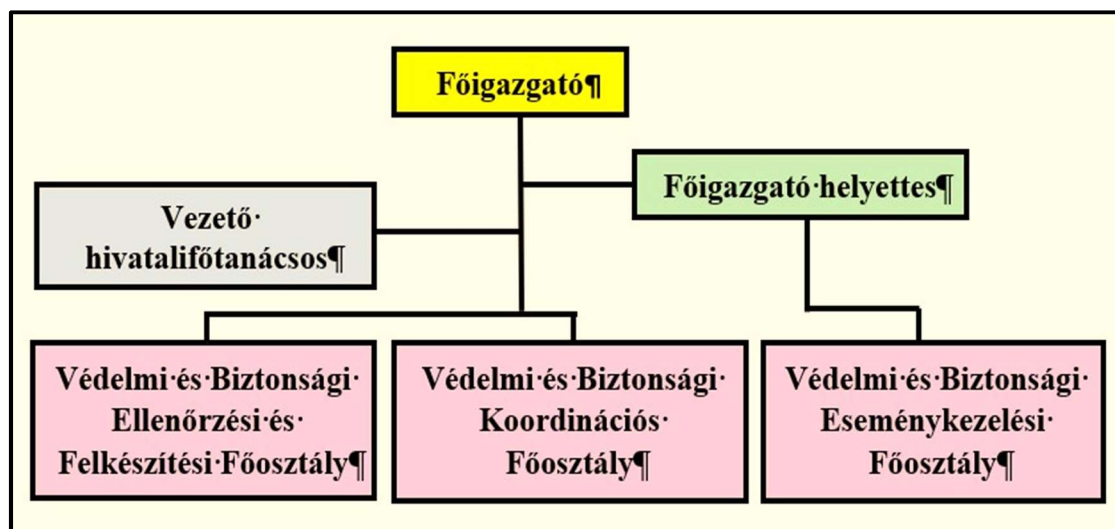 Főigazgató¶
Főigazgató·helyettes¶
Vezető·
hivatalifőtanácsos¶
Védelmi·és·Biztonsági·
Ellenőrzési·és·
Felkészítési·Főosztály¶
Védelmi·és·Biztonsági·
Koordinációs·
Főosztály¶
Védelmi·és·Biztonsági·
Eseménykezelési·
Főosztály¶